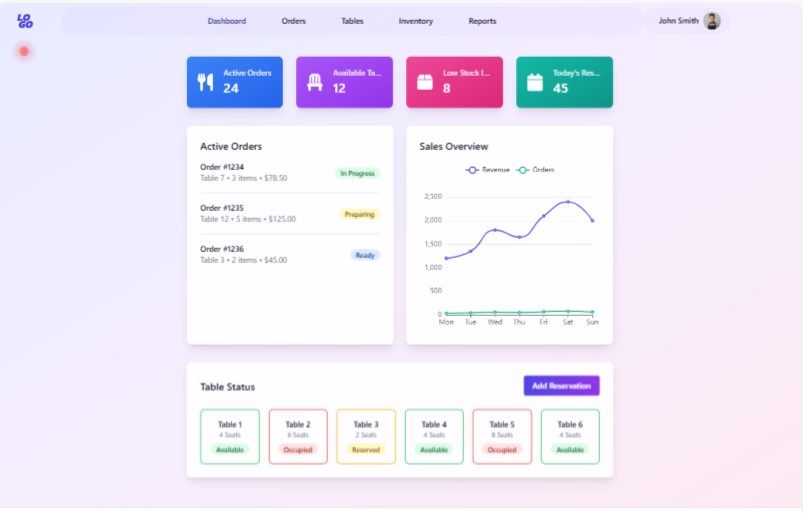 LO
GO
Dashboard
Orders
Tables
Inventory
Reports
John Smith
Active Orders
24
Available Ta...
12
Low Stock I...
8
Today's Res...
45
Active Orders
Order #1234
Table 7 • 3 items • $78.50
In Progress
Order #1235
Table 12 • 5 items • $125.00
Preparing
Order #1236
Table 3 • 2 items • $45.00
Ready
Sales Overview
Revenue Orders
2,500
2,000
1,500
1,000
500
0
Mon Tue Wed Thu Fri Sat Sun
Table Status
Add Reservation
Table 1
4 Seats
Available
Table 2
6 Seats
Occupied
Table 3
2 Seats
Reserved
Table 4
4 Seats
Available
Table 5
8 Seats
Occupied
Table 6
4 Seats
Available